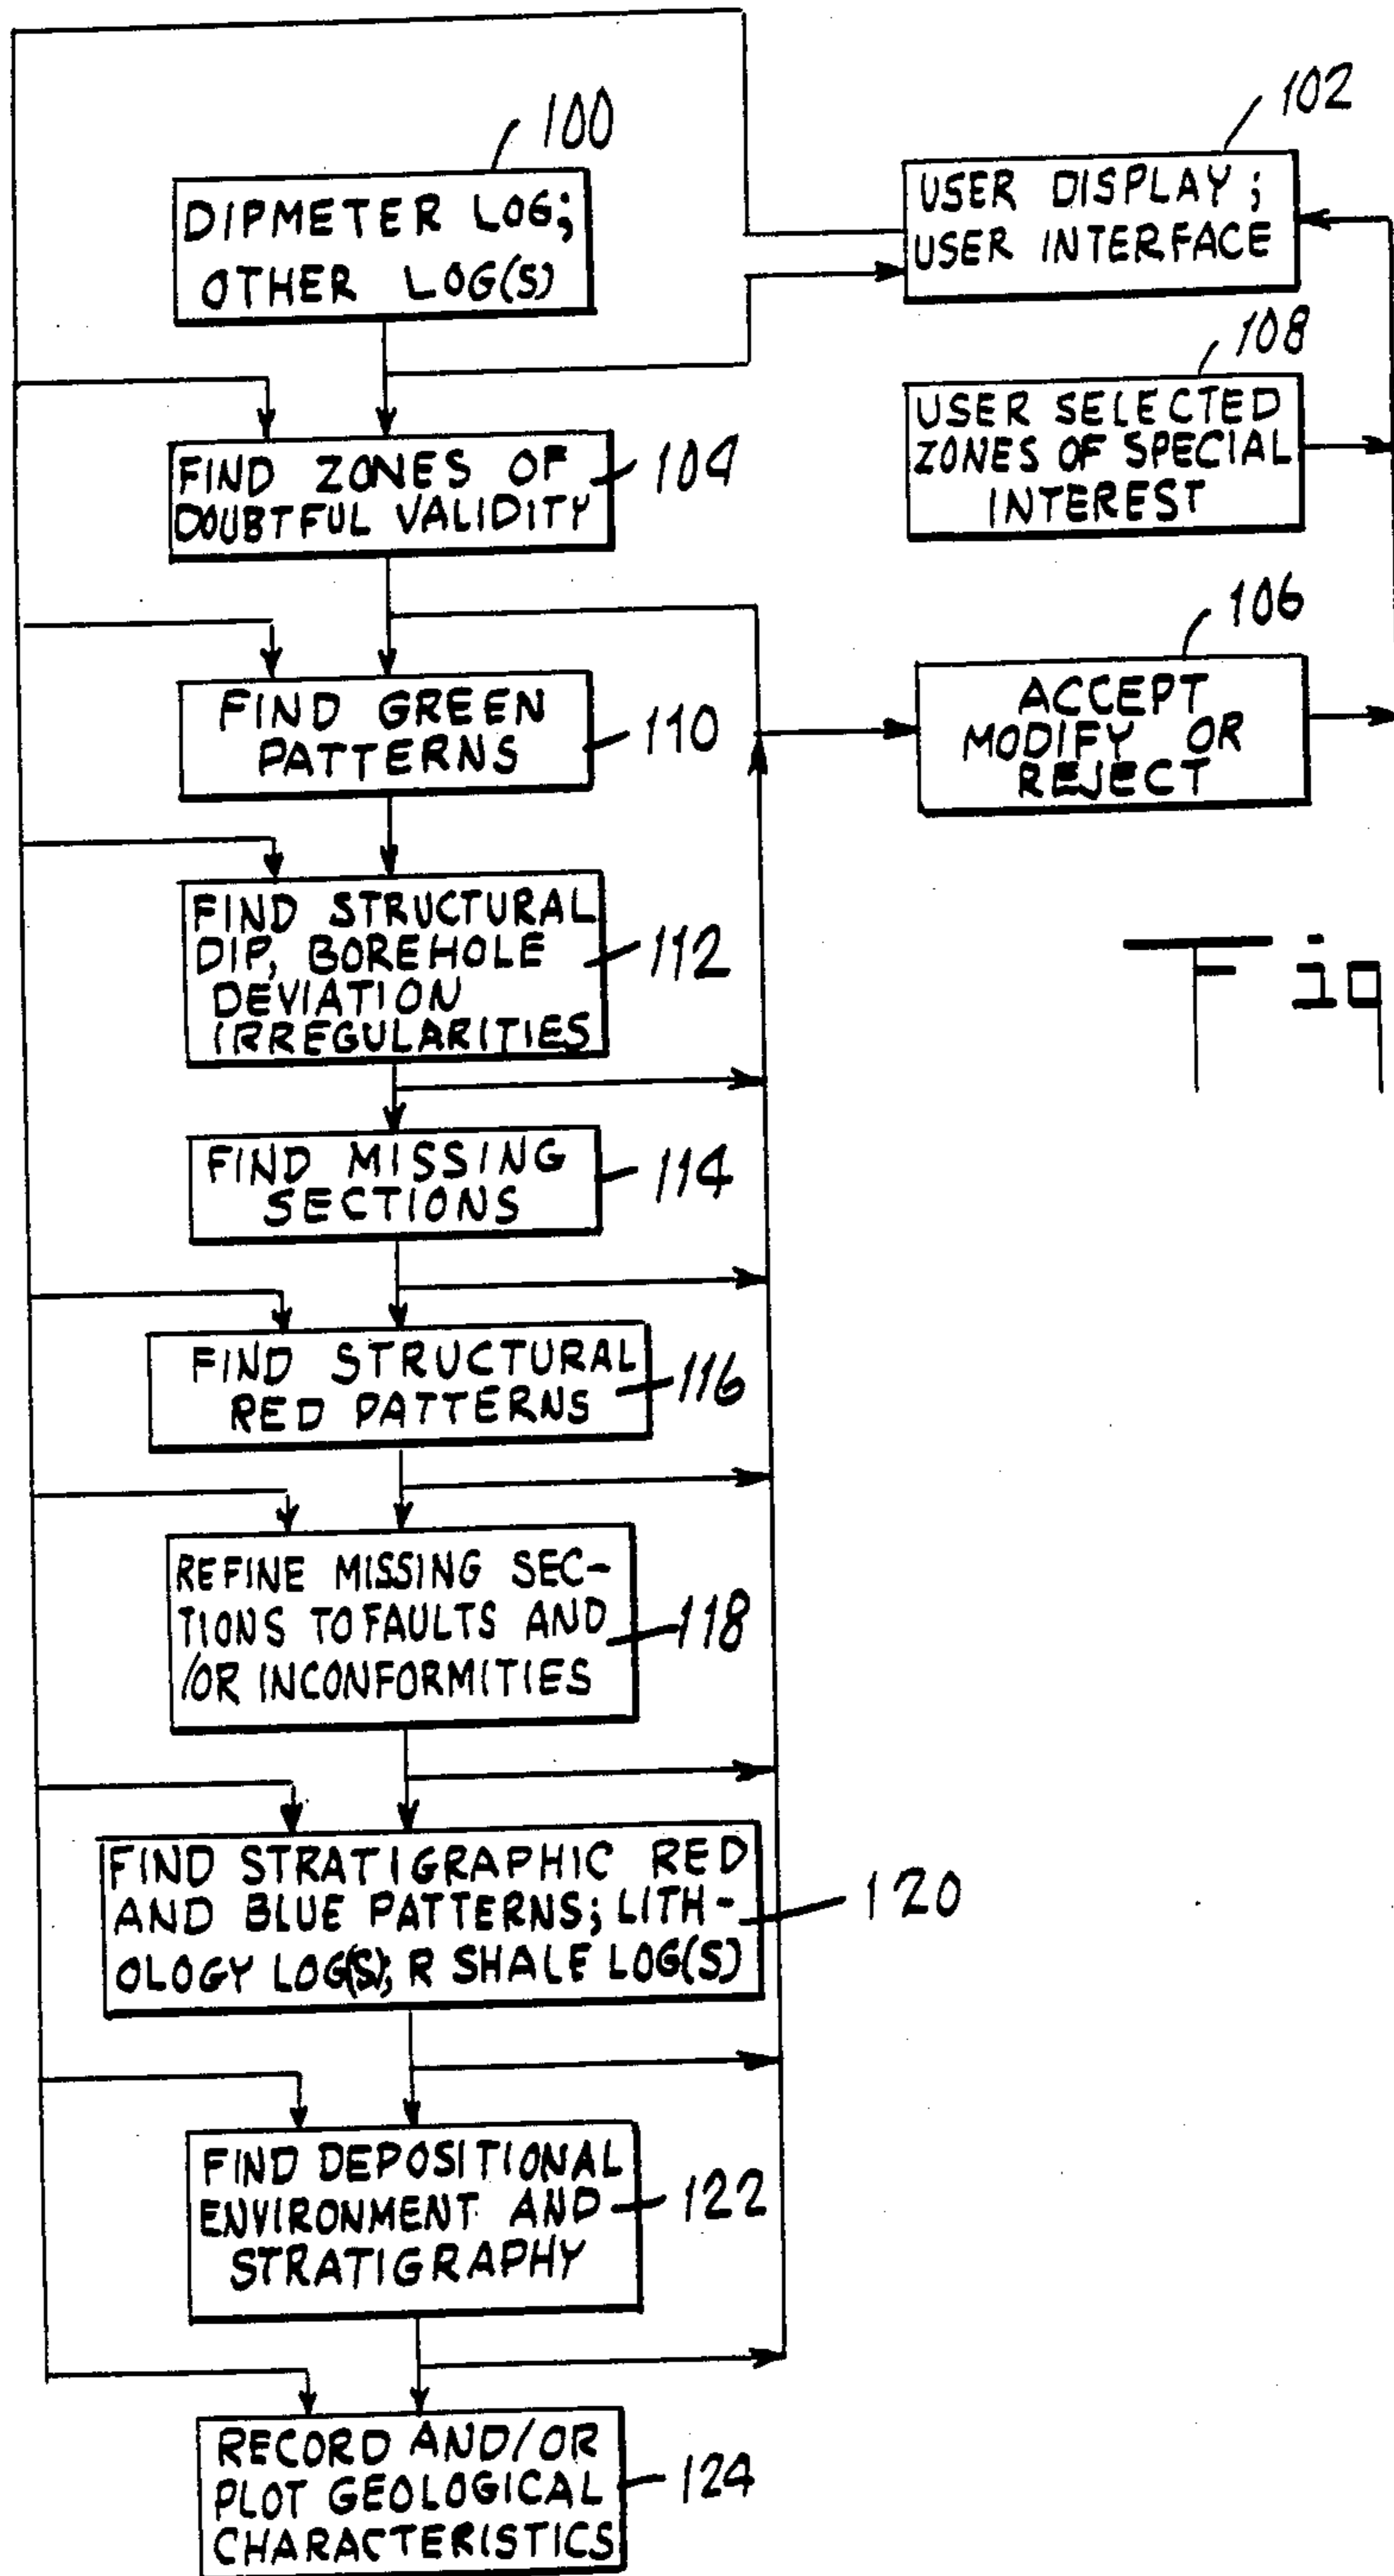 100
DIPMETER LOG;
OTHER LOG(S)
102
USER DISPLAY;
USER INTERFACE
108
USER SELECTED
ZONES OF SPECIAL
INTEREST
FIND ZONES OF
DOUBTFUL VALIDITY
104
106
ACCEPT
MODIFY OR
REJECT
FIND GREEN
PATTERNS
110
FIND STRUCTURAL
DIP, BOREHOLE
DEVIATION
IRREGULARITIES
112
Fig
FIND MISSING
SECTIONS
114
FIND STRUCTURAL
RED PATTERNS
116
REFINE MISSING SEC-
TIONS TO FAULTS AND
/OR INCONFORMITIES
118
FIND STRATIGRAPHIC RED
AND BLUE PATTERNS; LITH-
OLOGY LOG(S); R SHALE LOG(S)
120
FIND DEPOSITIONAL
ENVIRONMENT AND
STRATIGRAPHY
122
RECORD AND/OR
PLOT GEOLOGICAL
CHARACTERISTICS
124